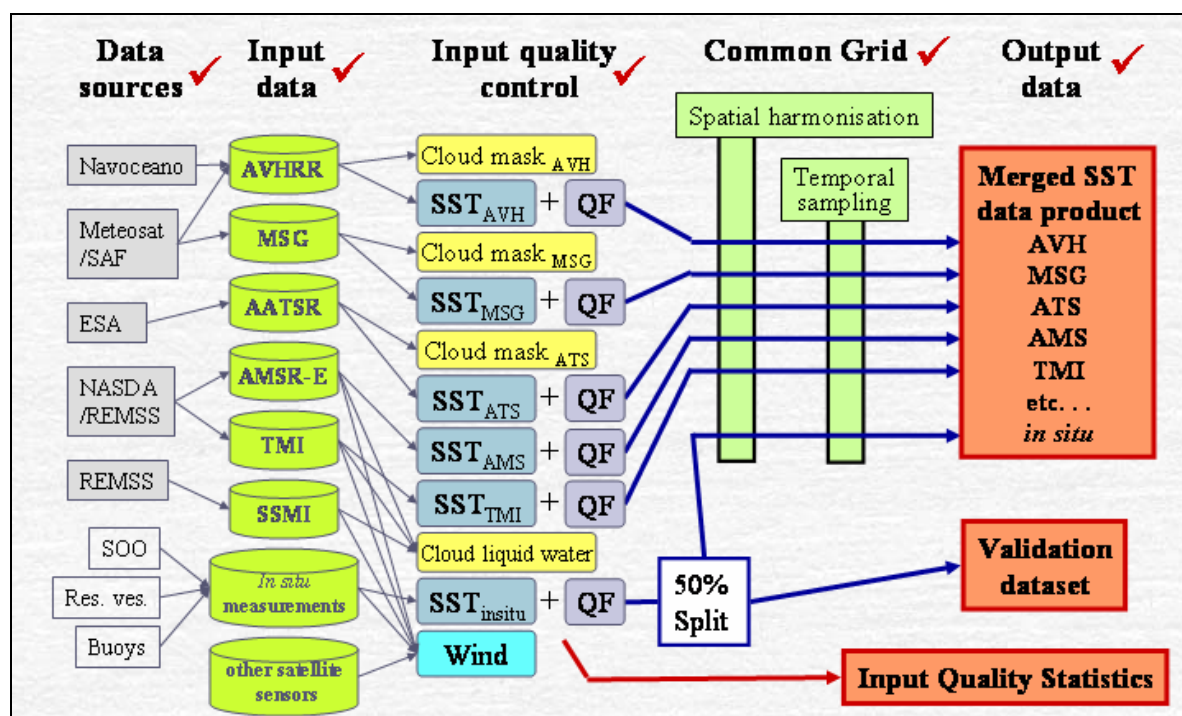 Data sources
Input data
Input quality control
Common Grid
Output data
Navoceano
Meteosat
/SAF
ESA
NASDA
/REMSS
REMSS
SOO
Res. ves.
Buoys
AVHRR
MSG
AATSR
AMSR-E
TMI
SSMI
In situ
measurements
other satellite
sensors
Cloud mask AVH
SST AVH + QF
Cloud mask MSG
SST MSG + QF
Cloud mask ATS
SST ATS + QF
SST AMS + QF
SST TMI + QF
Cloud liquid water
SST insitu + QF
Wind
Spatial harmonisation
Temporal
sampling
50%
Split
Merged SST
data product
AVH
MSG
ATS
AMS
TMI
etc. . .
in situ
Validation
dataset
Input Quality Statistics